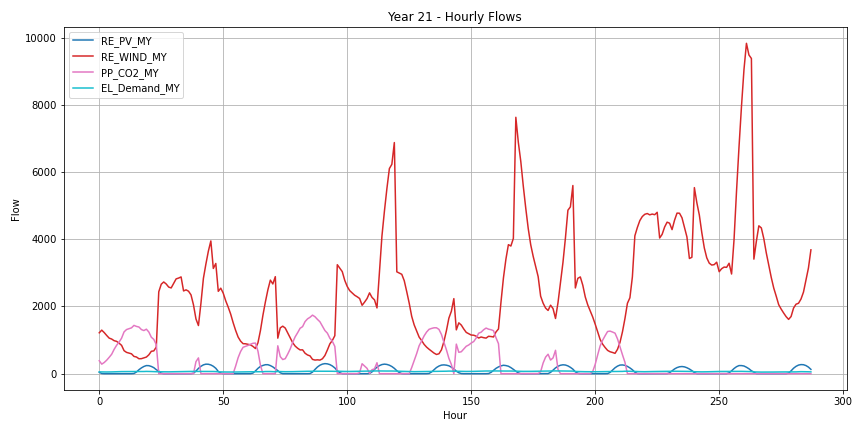 Year 21 - Hourly Flows
RE_PV_MY
RE_WIND_MY
PP_CO2_MY
EL_Demand_MY
Flow
10000
8000
6000
4000
2000
0
0 50 100 150 200 250 300
Hour